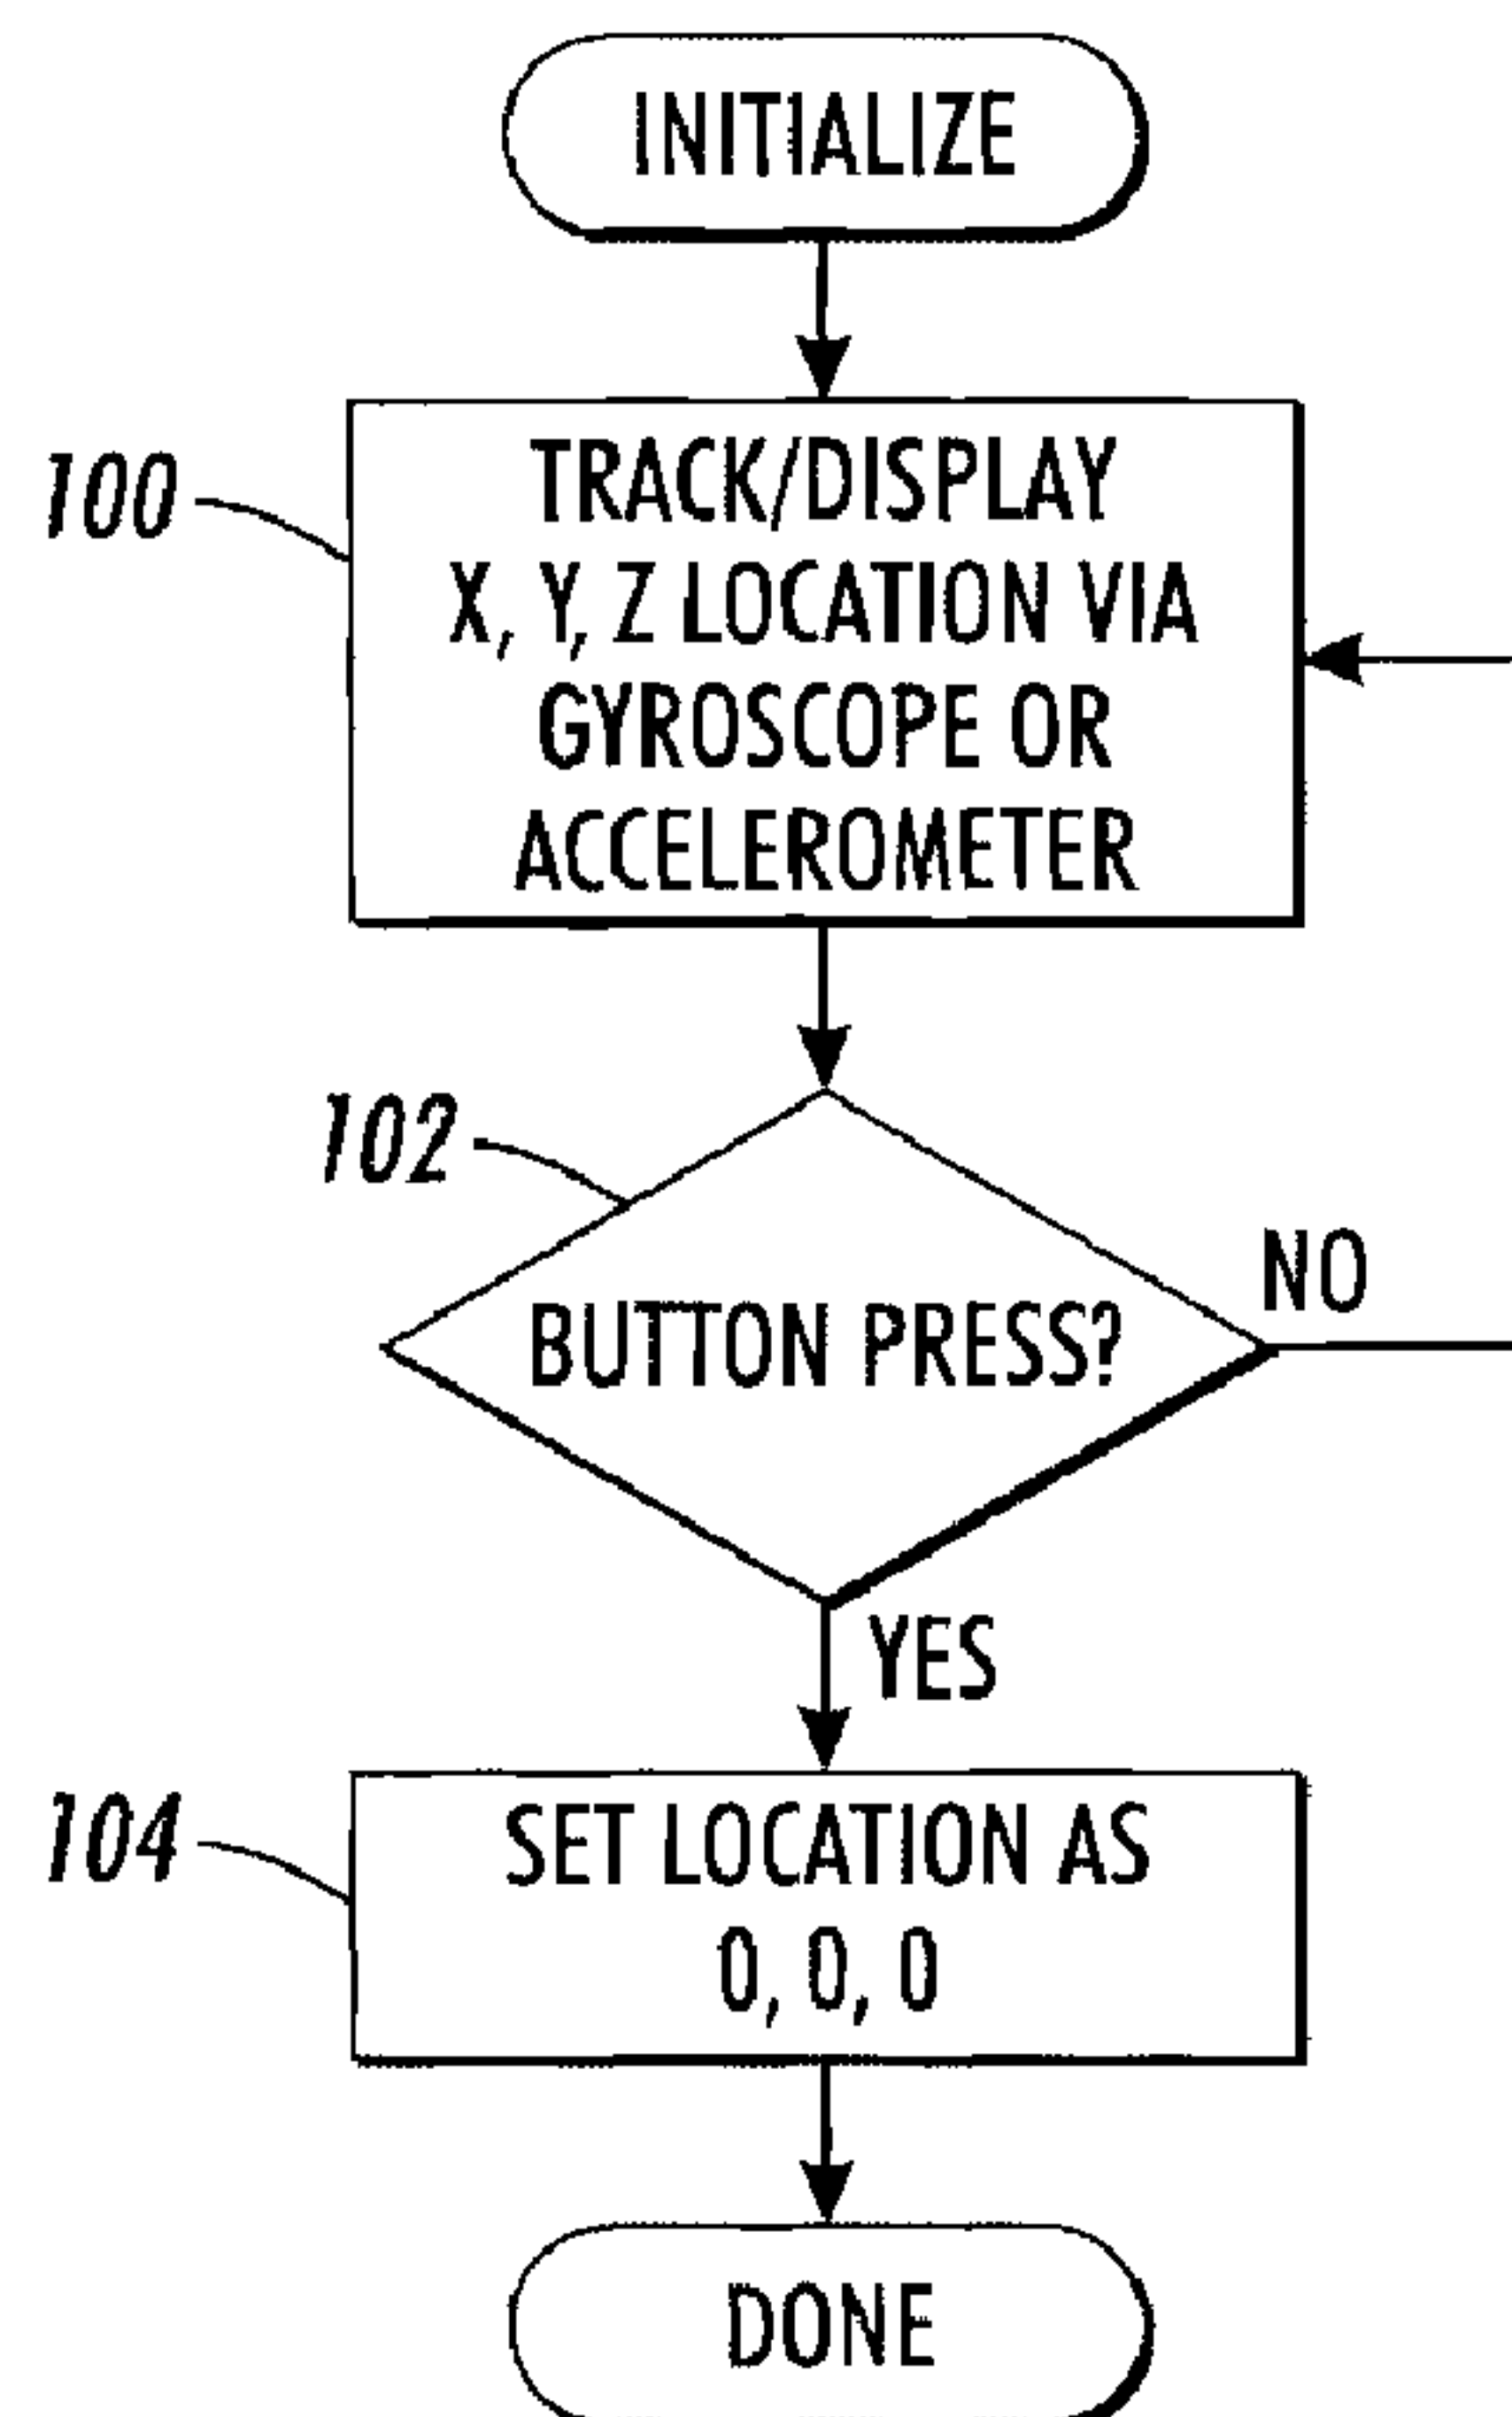 INITIALIZE
100
TRACK/DISPLAY
X, Y, Z LOCATION VIA
GYROSCOPE OR
ACCELEROMETER
102
BUTTON PRESS?
NO
YES
104
SET LOCATION AS
0, 0, 0
DONE